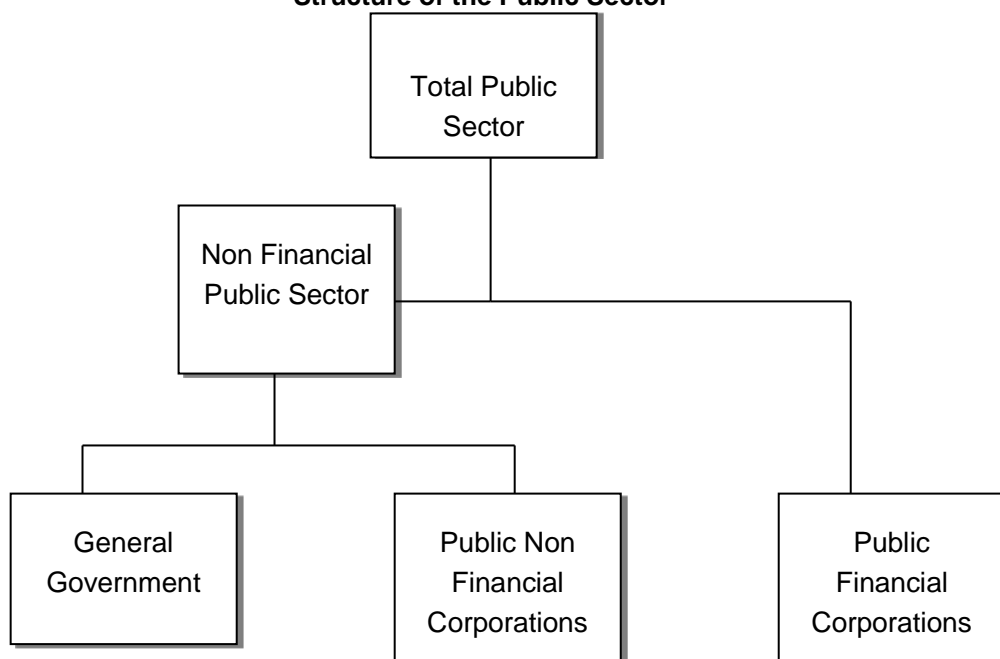 Structure of the Public Sector
Total Public
Sector
Non Financial
Public Sector
General
Government
Public Non
Financial
Corporations
Public
Financial
Corporations